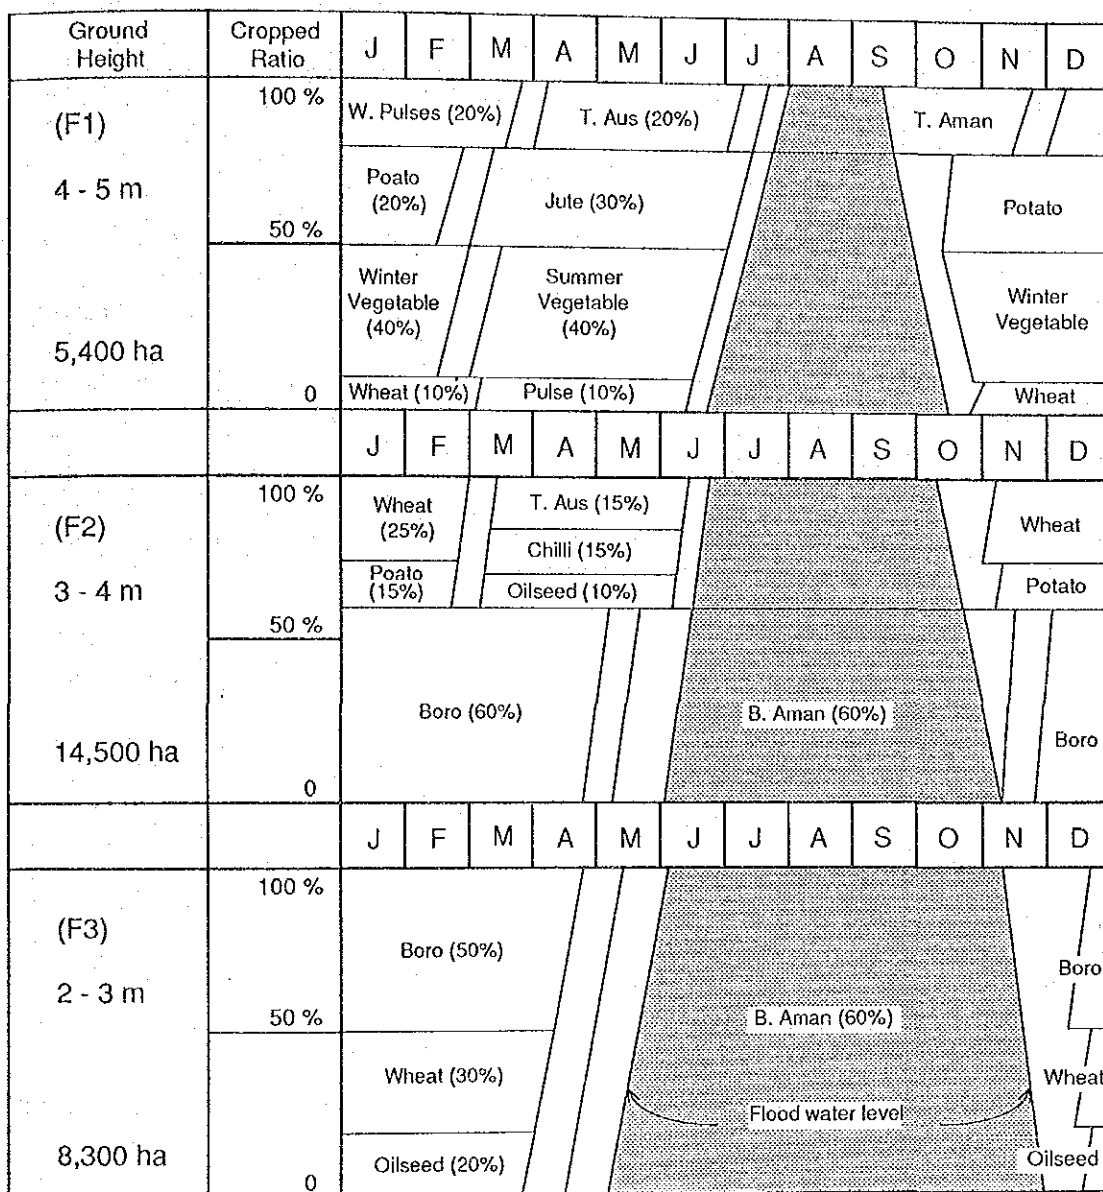 Ground Height
Cropped Ratio
J F M A M J J A S O N D
(F1)
4 - 5 m
5,400 ha
100 %
50 %
0
W. Pulses (20%)
T. Aus (20%)
T. Aman
Poato (20%)
Jute (30%)
Potato
Winter Vegetable (40%)
Summer Vegetable (40%)
Winter Vegetable
Wheat (10%)
Pulse (10%)
Wheat
J F M A M J J A S O N D
(F2)
3 - 4 m
14,500 ha
100 %
50 %
0
Wheat (25%)
T. Aus (15%)
Wheat
Chilli (15%)
Poato (15%)
Oilseed (10%)
Potato
Boro (60%)
B. Aman (60%)
Boro
J F M A M J J A S O N D
(F3)
2 - 3 m
8,300 ha
100 %
50 %
0
Boro (50%)
B. Aman (60%)
Boro
Wheat (30%)
Wheat
Flood water level
Oilseed (20%)
Oilseed